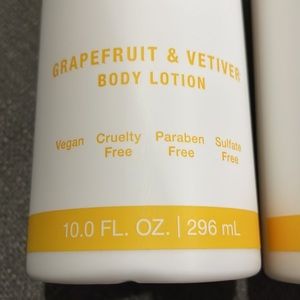 GRAPEFRUIT & VETIVER
BODY LOTION
Vegan Cruelty Free Paraben Free Sulfate Free
10.0 FL. OZ. | 296 mL